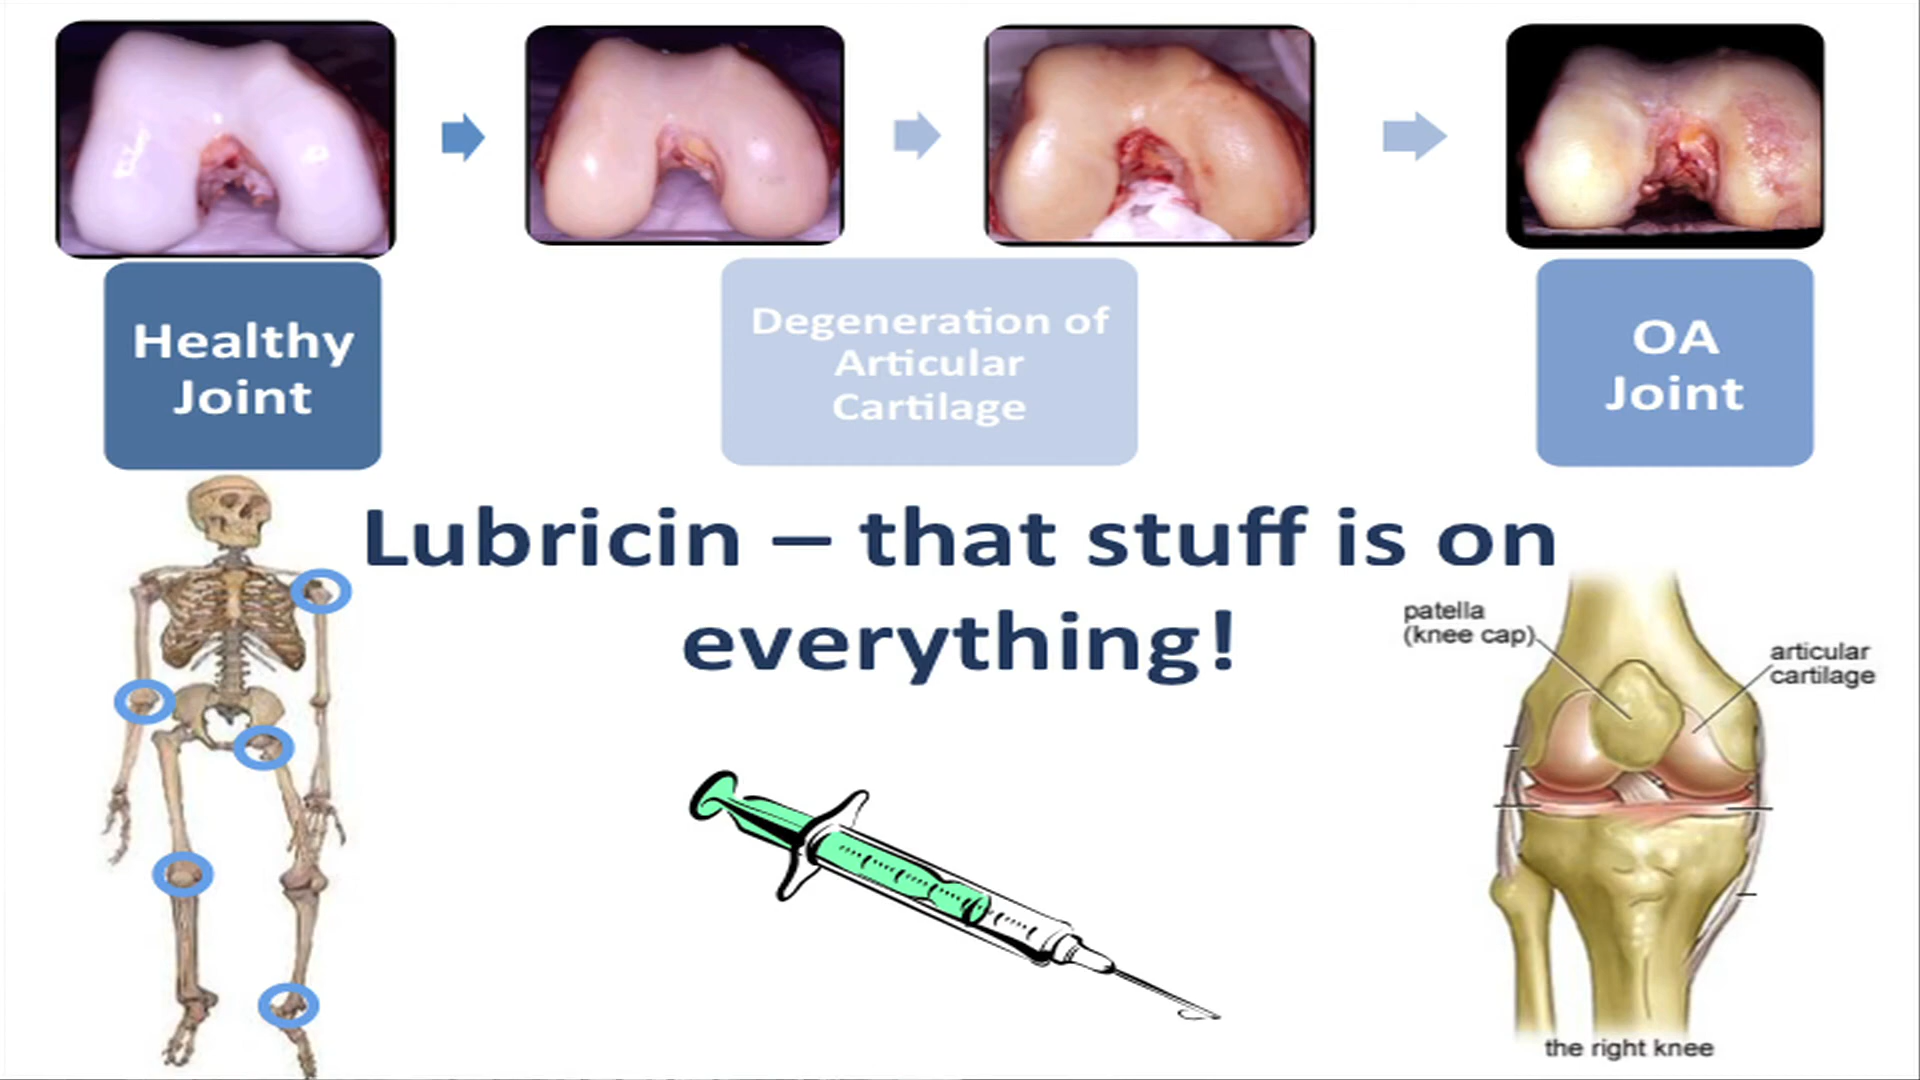 Healthy
Joint
Degeneration of
Articular
Cartilage
OA
Joint
Lubricin – that stuff is on
everything!
patella
(knee cap)
articular
cartilage
the right knee